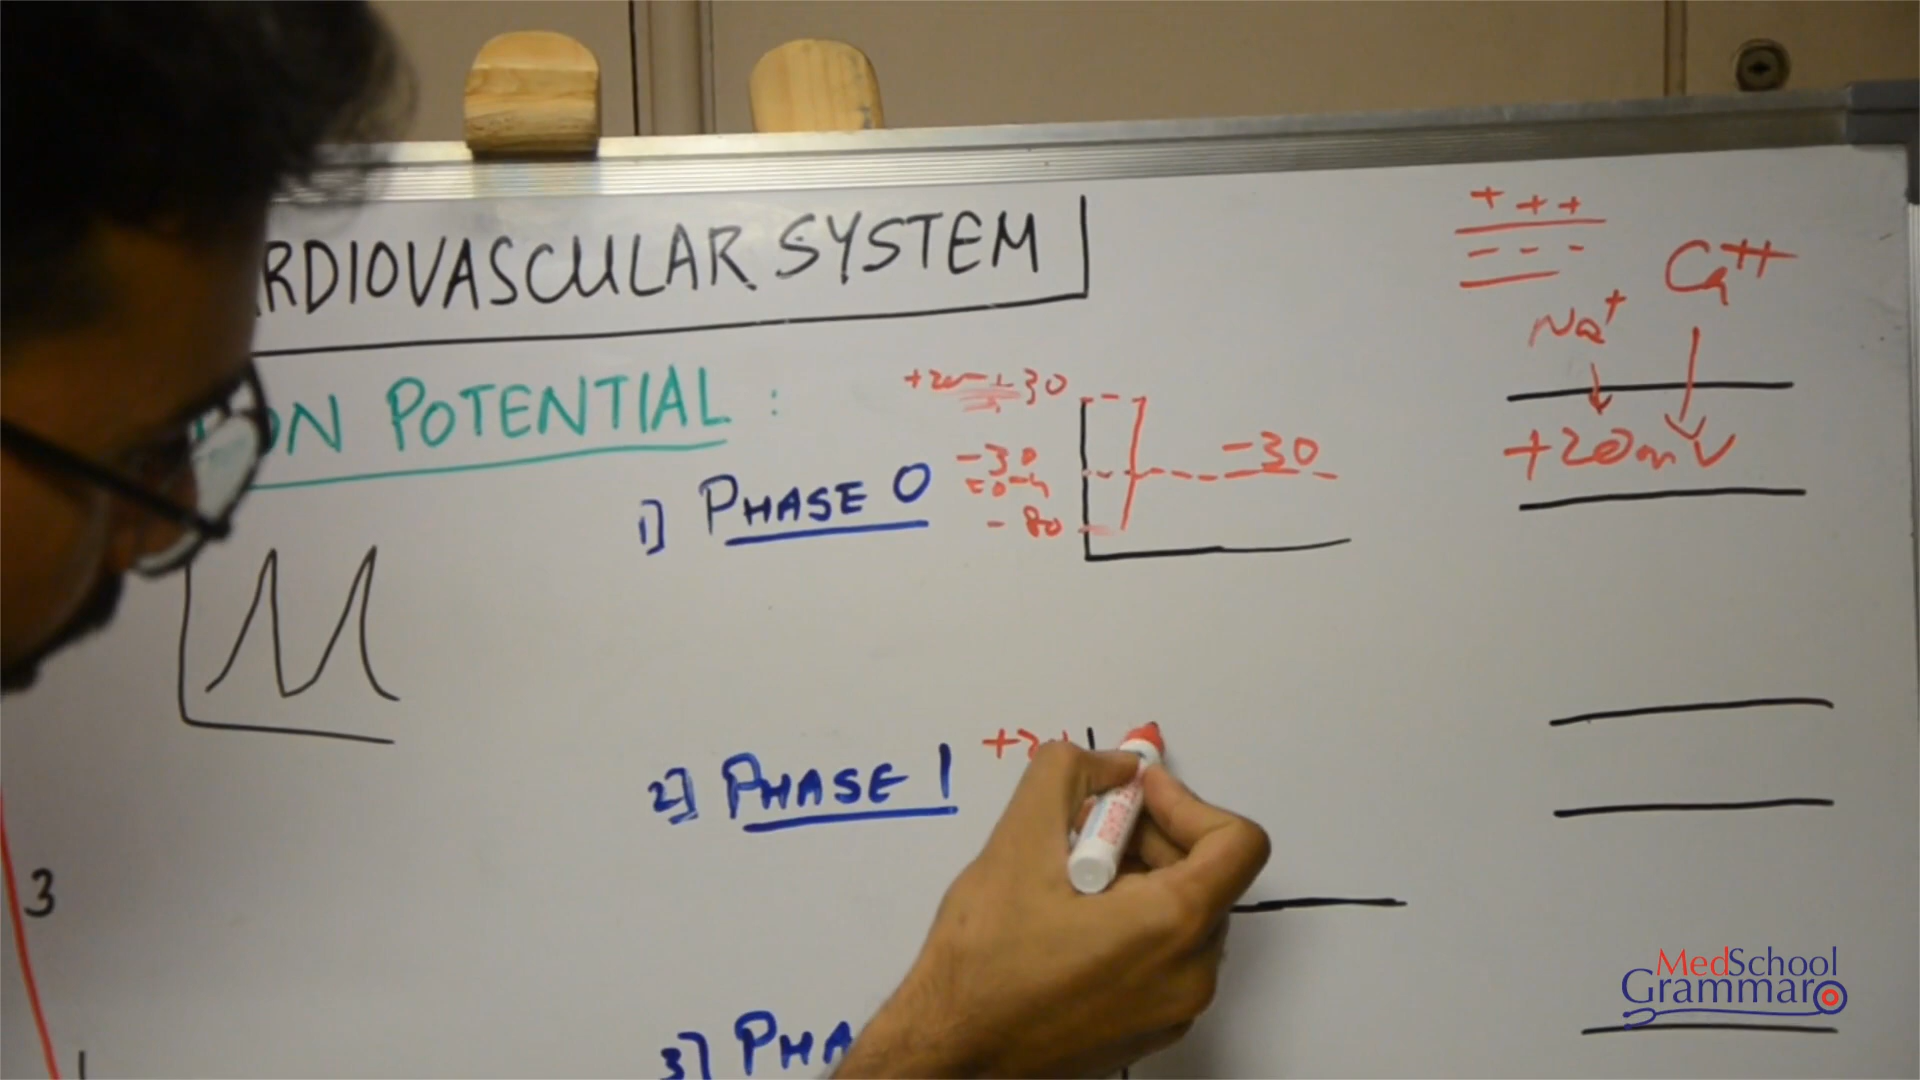 RDIOVASCULAR SYSTEM
ON POTENTIAL :
+ + +
- - -
Na+ Ca++
+20mV
1] PHASE 0
30
-30
-80
-30
2] PHASE 1
3
3] PHA
MedSchool
Grammar